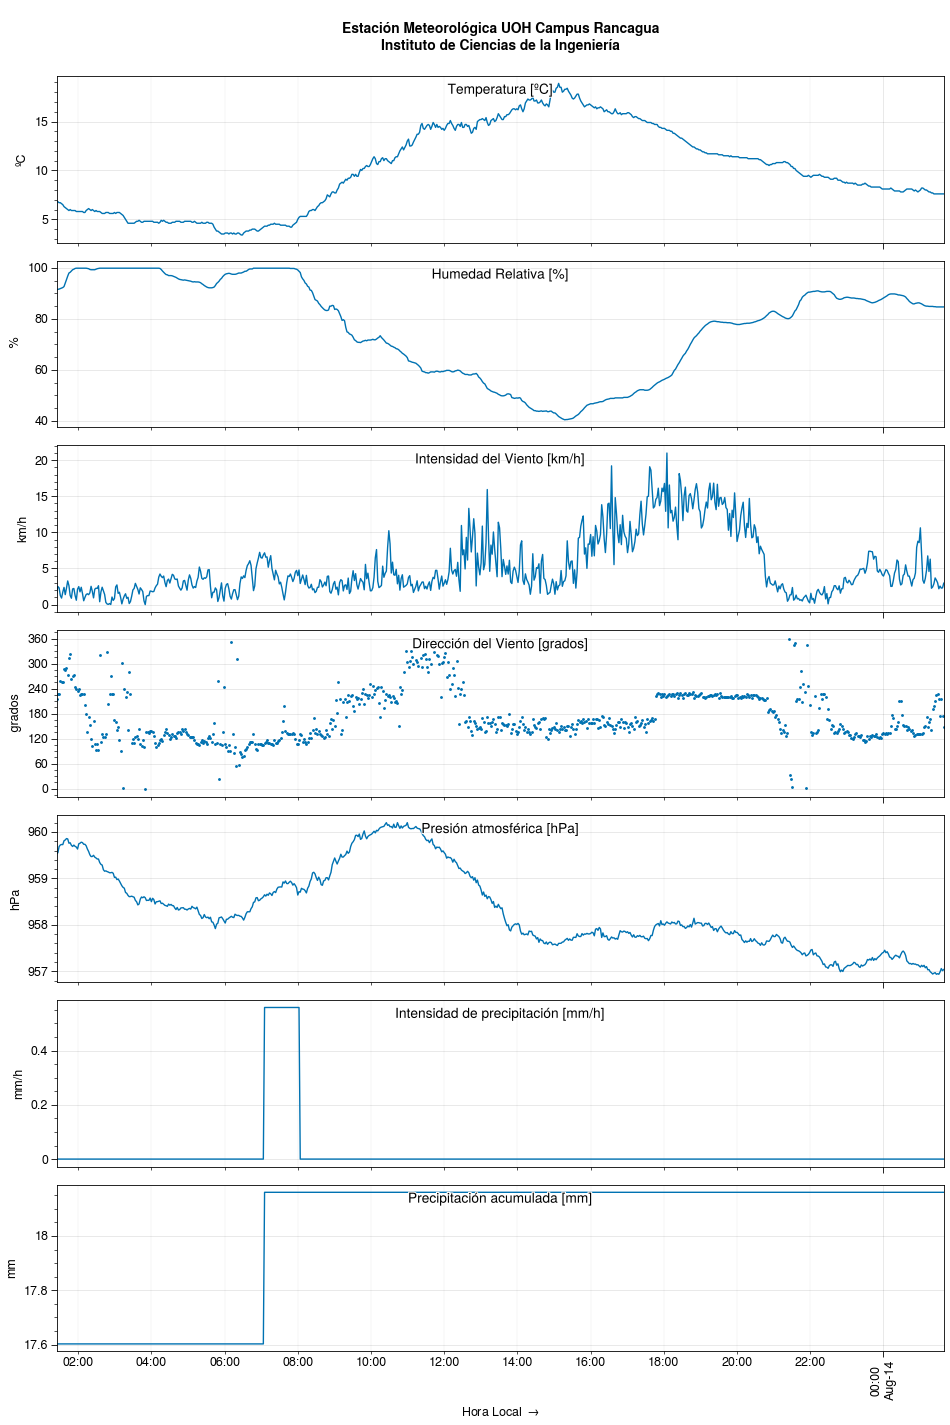 Estación Meteorológica UOH Campus Rancagua
Instituto de Ciencias de la Ingeniería
Temperatura [ºC]
ºC
15
10
5
Humedad Relativa [%]
%
100
80
60
40
Intensidad del Viento [km/h]
km/h
20
15
10
5
0
Dirección del Viento [grados]
grados
360
300
240
180
120
60
0
Presión atmosférica [hPa]
hPa
960
959
958
957
Intensidad de precipitación [mm/h]
mm/h
0.4
0.2
0
Precipitación acumulada [mm]
mm
18
17.8
17.6
02:00 04:00 06:00 08:00 10:00 12:00 14:00 16:00 18:00 20:00 22:00
00:00
Aug-14
Hora Local →